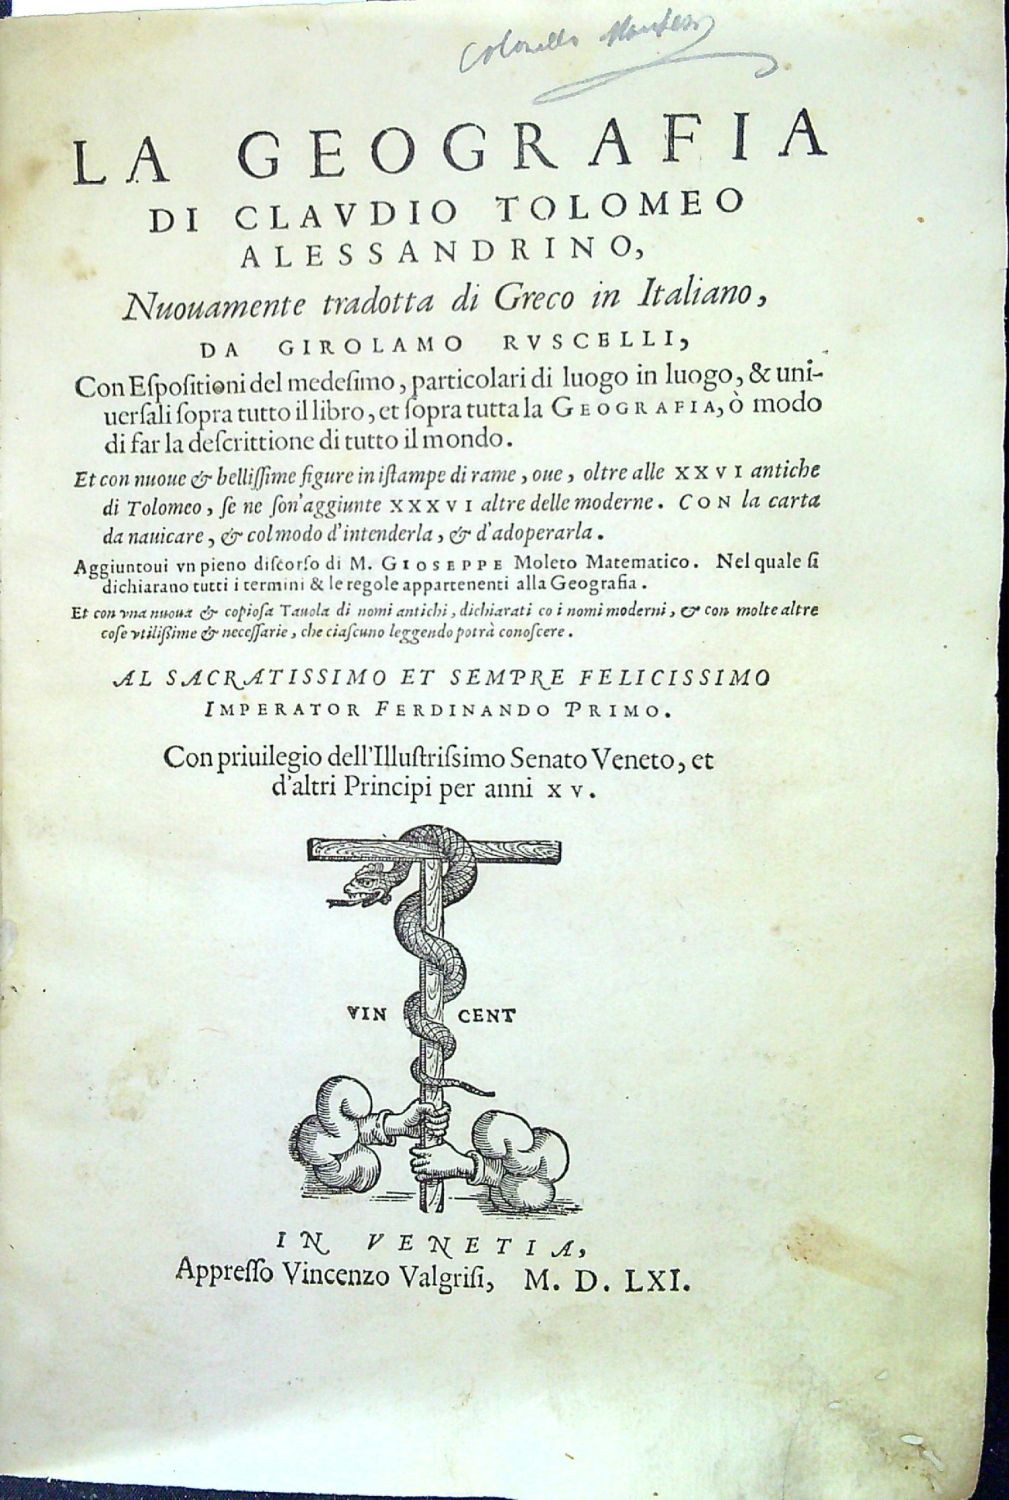 Colonello
LA GEOGRAFIA
DI CLAVDIO TOLOMEO
ALESSANDRINO,
Nuouamente tradotta di Greco in Italiano,
DA GIROLAMO RVSCELLI,
Con Eſpoſitioni del medeſimo, particolari di luogo in luogo, & uni-
uerſali ſopra tutto il libro, et ſopra tutta la GEOGRAFIA, ò modo
di far la deſcrittione di tutto il mondo.
Et con nuoue & belliſſime figure in iſtampe di rame, oue, oltre alle XXVI antiche
di Tolomeo, ſe ne ſon'aggiunte XXXVI altre delle moderne. CON la carta
da nauicare, & col modo d'intenderla, & d'adoperarla.
Aggiuntoui vn pieno diſcorſo di M. GIOSEPPE Moleto Matematico. Nel quale ſi
dichiarano tutti i termini & le regole appartenenti alla Geografia.
Et con vna nuoua & copioſa Tauola di nomi antichi, dichiarati co i nomi moderni, & con molte altre
coſe vtiliſſime & neceſſarie, che ciaſcuno leggendo potrà conoſcere.
AL SACRATISSIMO ET SEMPRE FELICISSIMO
IMPERATOR FERDINANDO PRIMO.
Con priuilegio dell'Illuſtriſsimo Senato Veneto, et
d'altri Principi per anni XV.
VIN CENT
IN VENETIA,
Appreſſo Vincenzo Valgriſi, M. D. LXI.